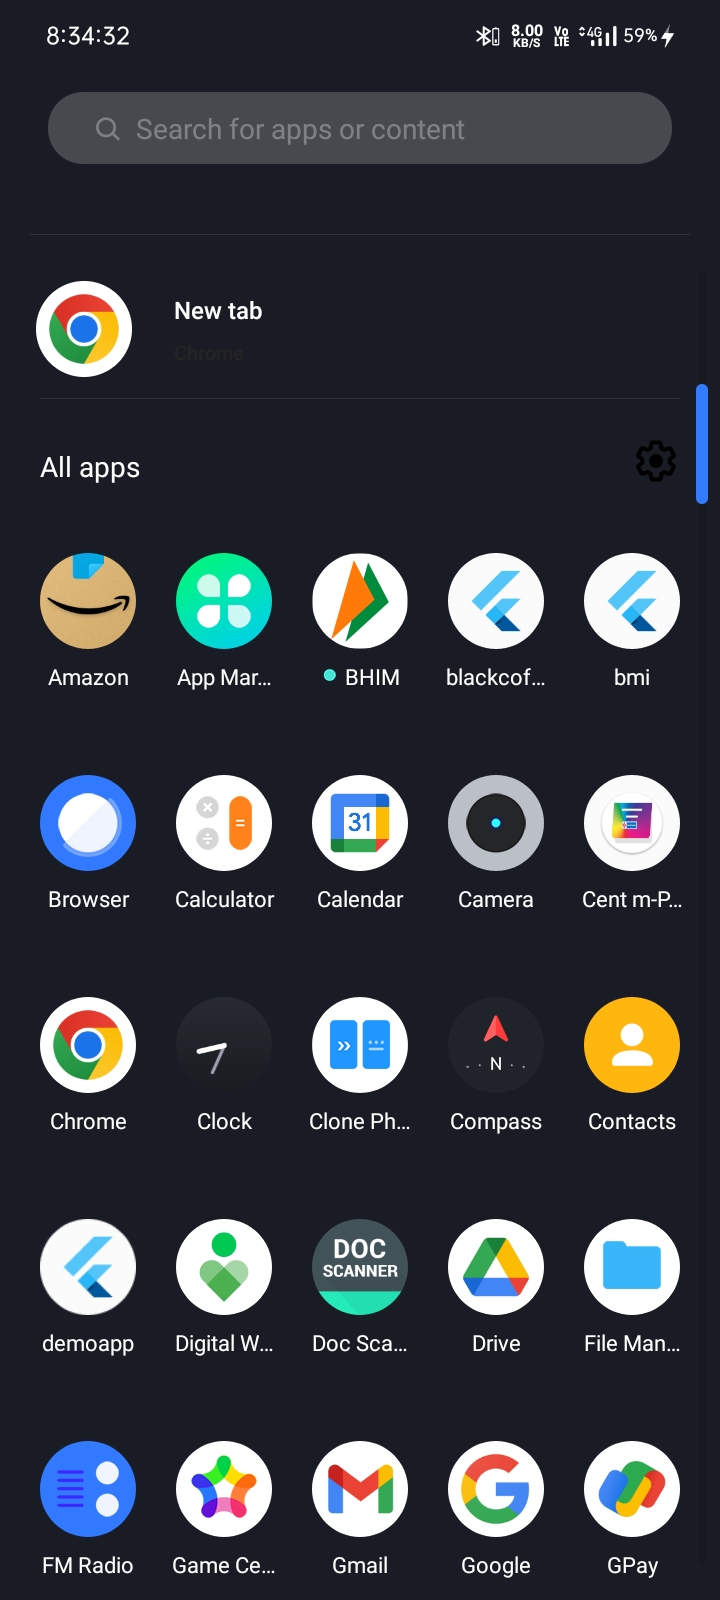 8:34:32 8.00 KB/S Vo LTE 4G 59%
Search for apps or content
New tab
Chrome
All apps
Amazon App Mar... BHIM blackcof... bmi
31
Browser Calculator Calendar Camera Cent m-P...
N
Chrome Clock Clone Ph... Compass Contacts
DOC
SCANNER
demoapp Digital W... Doc Sca... Drive File Man...
FM Radio Game Ce... Gmail Google GPay